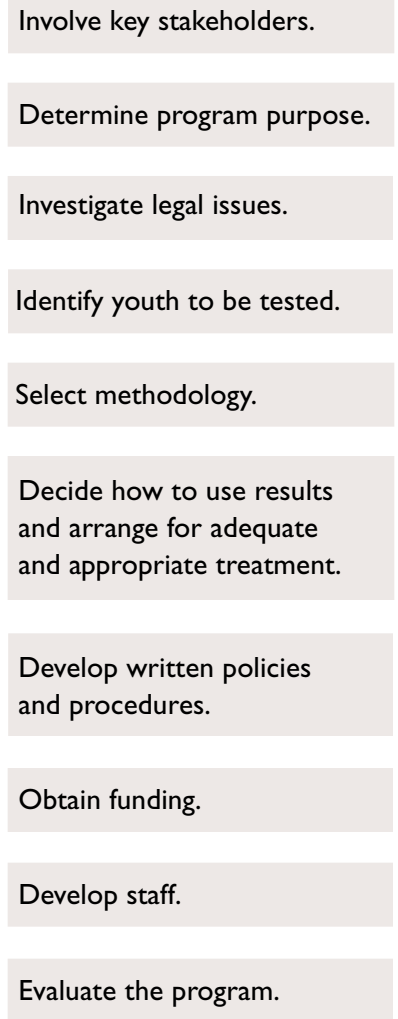 Involve key stakeholders.
Determine program purpose.
Investigate legal issues.
Identify youth to be tested.
Select methodology.
Decide how to use results
and arrange for adequate
and appropriate treatment.
Develop written policies
and procedures.
Obtain funding.
Develop staff.
Evaluate the program.